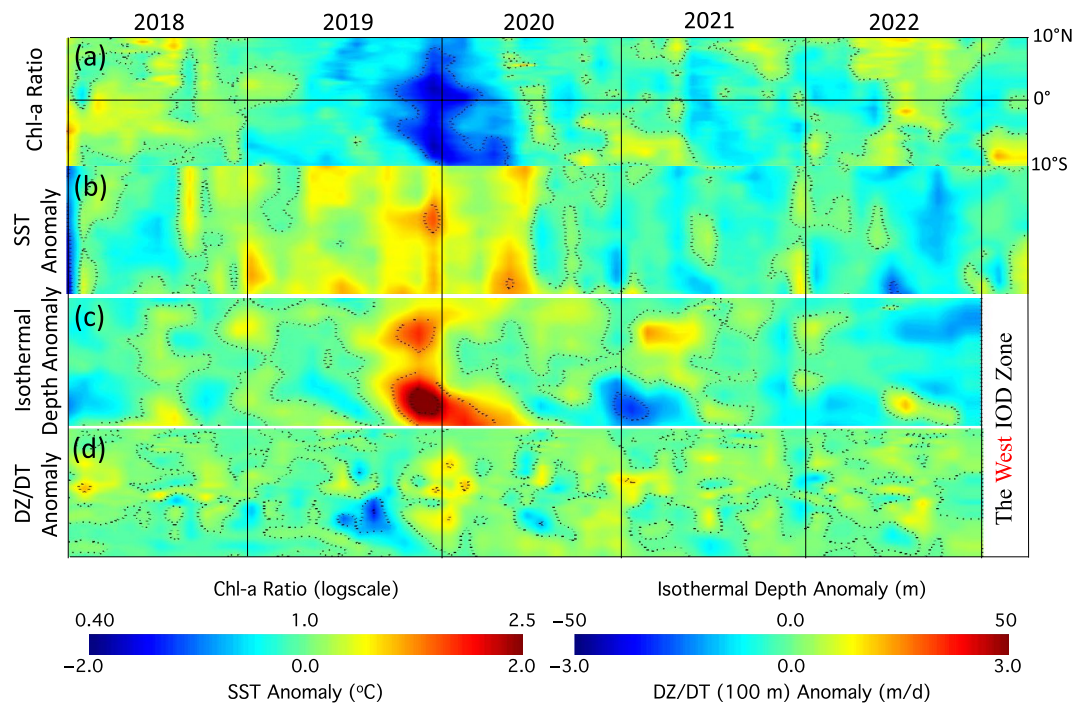 2018 2019 2020 2021 2022
(a)
Chl-a Ratio
10°N
0°
10°S
(b)
SST
Anomaly
(c)
Isothermal
Depth Anomaly
(d)
DZ/DT
Anomaly
The West IOD Zone
Chl-a Ratio (logscale)
0.40 1.0 2.5
−2.0 0.0 2.0
SST Anomaly (ºC)
Isothermal Depth Anomaly (m)
−50 0.0 50
−3.0 0.0 3.0
DZ/DT (100 m) Anomaly (m/d)